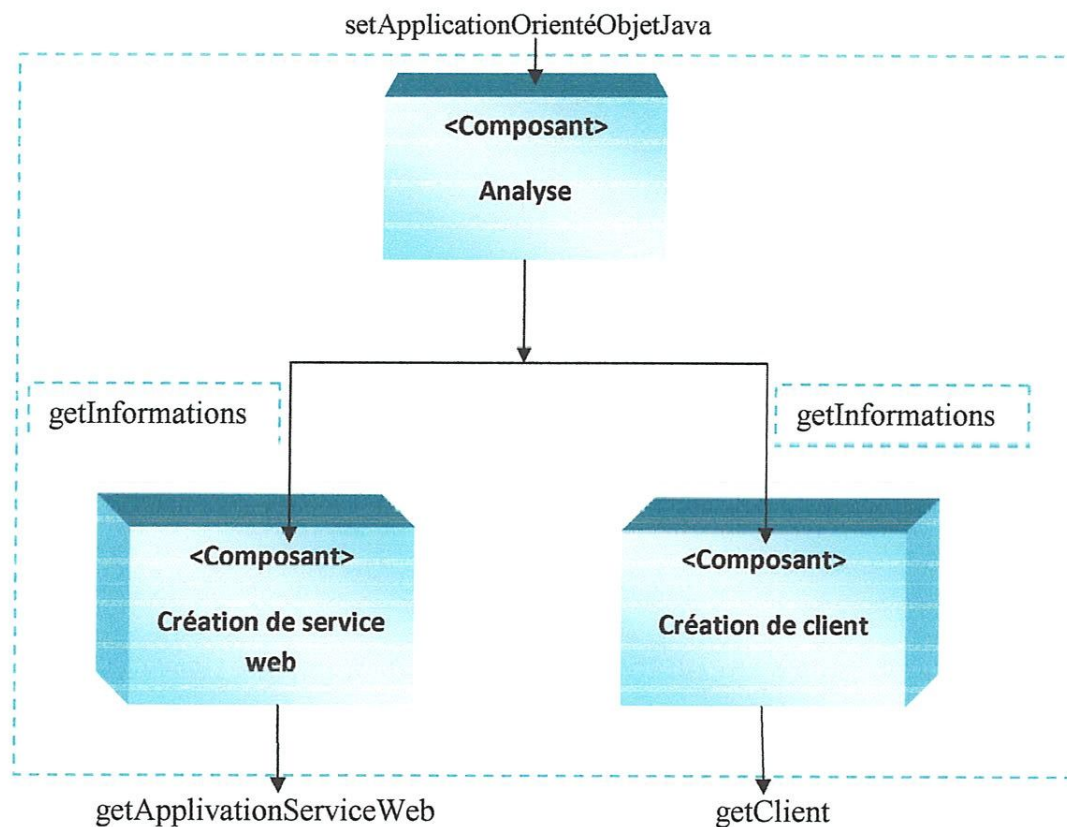 setApplicationOrientéObjetJava
<Composant>
Analyse
getInformations
getInformations
<Composant>
Création de service
web
<Composant>
Création de client
getApplivationServiceWeb
getClient